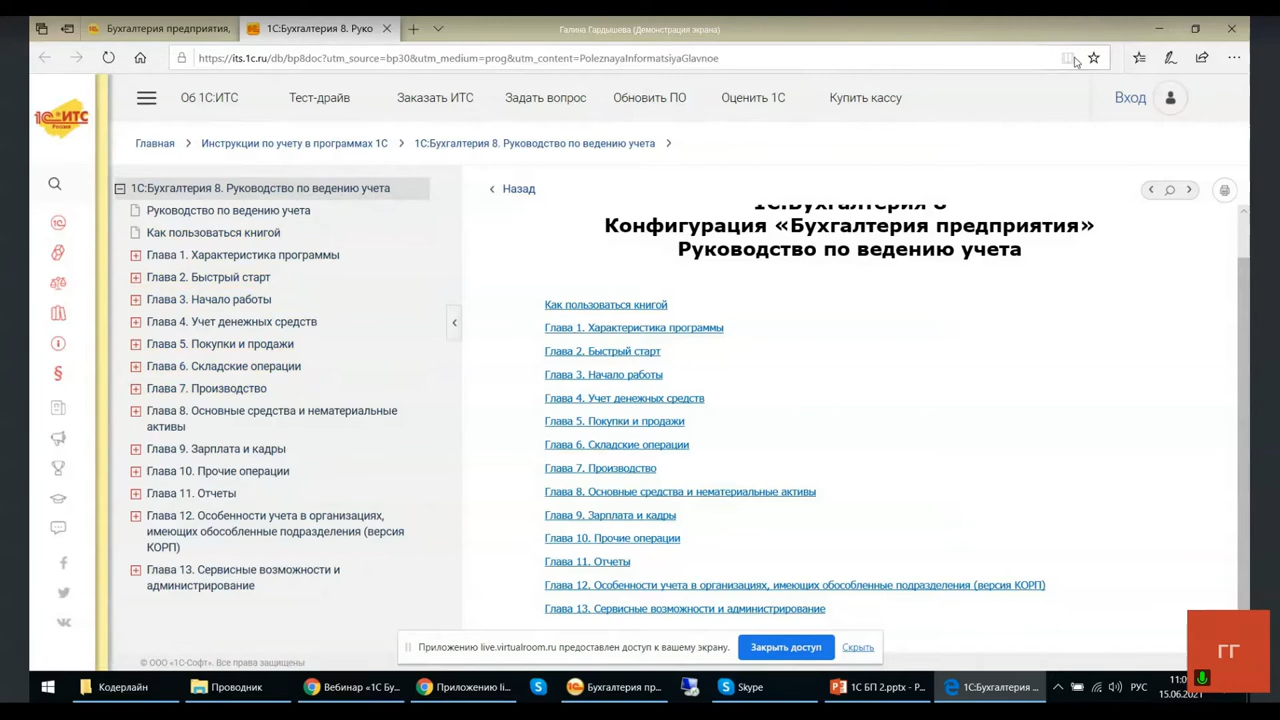 Бухгалтерия предприятия,
1С:Бухгалтерия 8. Руко
Галина Гардышева (Демонстрация экрана)
https://its.1c.ru/db/bp8doc?utm_source=bp30&utm_medium=prog&utm_content=PoleznayaInformatsiyaGlavnoe
1С·ИТС
Россия
Об 1С:ИТС
Тест-драйв
Заказать ИТС
Задать вопрос
Обновить ПО
Оценить 1С
Купить кассу
Вход
Главная
Инструкции по учету в программах 1С
1С:Бухгалтерия 8. Руководство по ведению учета
1С:Бухгалтерия 8. Руководство по ведению учета
Руководство по ведению учета
Как пользоваться книгой
Глава 1. Характеристика программы
Глава 2. Быстрый старт
Глава 3. Начало работы
Глава 4. Учет денежных средств
Глава 5. Покупки и продажи
Глава 6. Складские операции
Глава 7. Производство
Глава 8. Основные средства и нематериальные
активы
Глава 9. Зарплата и кадры
Глава 10. Прочие операции
Глава 11. Отчеты
Глава 12. Особенности учета в организациях,
имеющих обособленные подразделения (версия
КОРП)
Глава 13. Сервисные возможности и
администрирование
© ООО «1С-Софт». Все права защищены
Назад
1С:Бухгалтерия 8
Конфигурация «Бухгалтерия предприятия»
Руководство по ведению учета
Как пользоваться книгой
Глава 1. Характеристика программы
Глава 2. Быстрый старт
Глава 3. Начало работы
Глава 4. Учет денежных средств
Глава 5. Покупки и продажи
Глава 6. Складские операции
Глава 7. Производство
Глава 8. Основные средства и нематериальные активы
Глава 9. Зарплата и кадры
Глава 10. Прочие операции
Глава 11. Отчеты
Глава 12. Особенности учета в организациях, имеющих обособленные подразделения (версия КОРП)
Глава 13. Сервисные возможности и администрирование
Приложению live.virtualroom.ru предоставлен доступ к вашему экрану.
Закрыть доступ
Скрыть
ГГ
Кодерлайн
Проводник
Вебинар «1С Бу...
Приложению li...
Бухгалтерия пр...
Skype
1С БП 2.pptx - P...
1С:Бухгалтерия ...
РУС
15.06.202